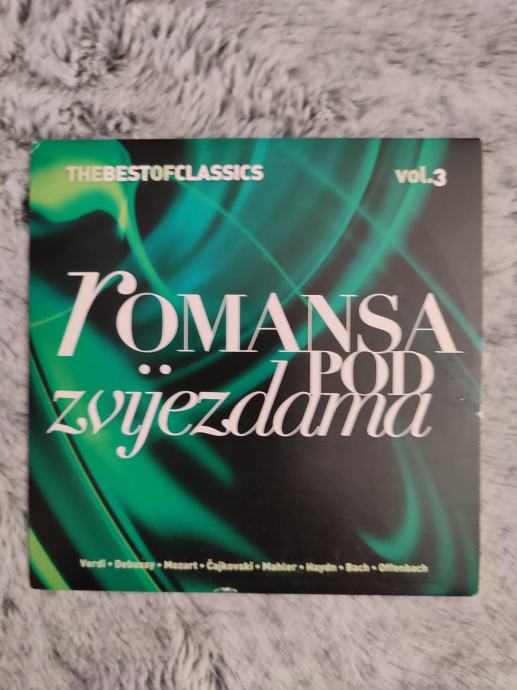 THEBESTOFCLASSICS vol.3
rOMANSA
POD
zvijezdama
Verdi • Debussy • Mozart • Čajkovski • Mahler • Haydn • Bach • Offenbach